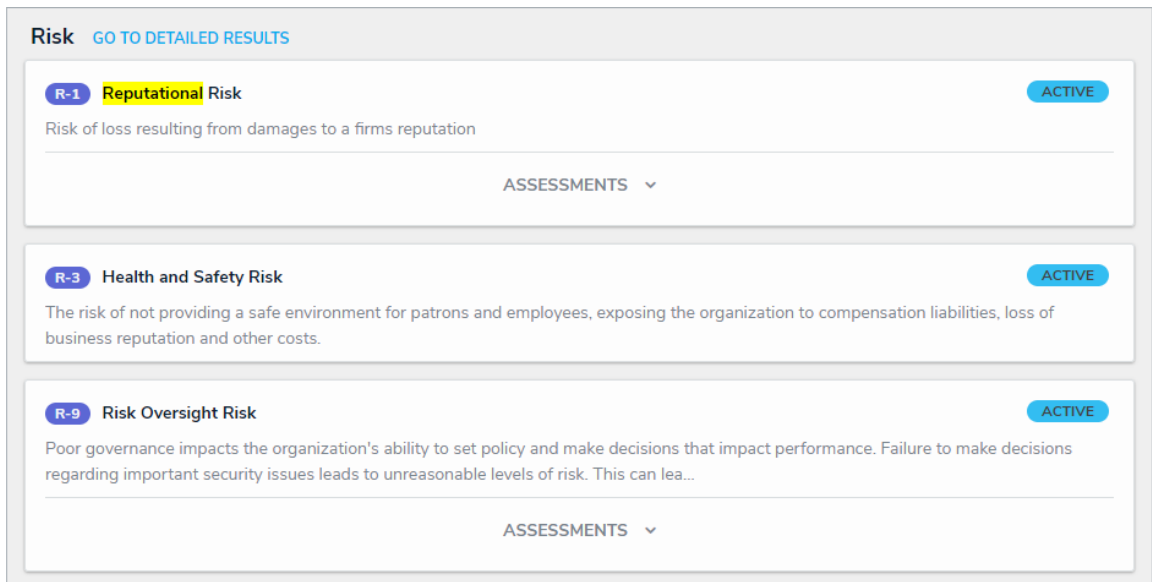 Risk GO TO DETAILED RESULTS
R-1 Reputational Risk ACTIVE
Risk of loss resulting from damages to a firms reputation
ASSESSMENTS
R-3 Health and Safety Risk ACTIVE
The risk of not providing a safe environment for patrons and employees, exposing the organization to compensation liabilities, loss of
business reputation and other costs.
R-9 Risk Oversight Risk ACTIVE
Poor governance impacts the organization's ability to set policy and make decisions that impact performance. Failure to make decisions
regarding important security issues leads to unreasonable levels of risk. This can lea...
ASSESSMENTS